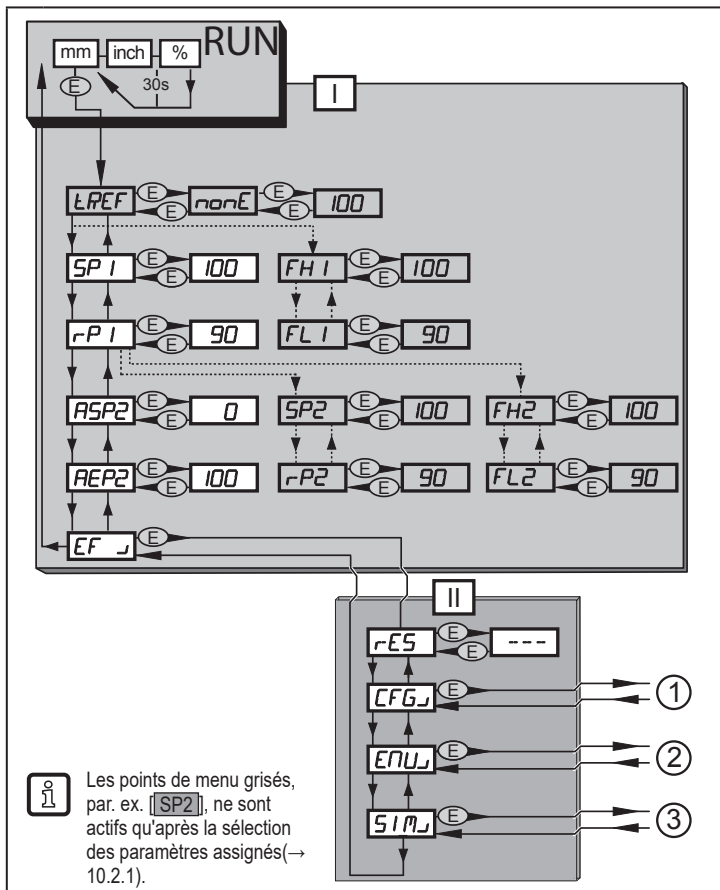 RUN
mm inch %
E 30s
I
tREF E E nonE E E 100
SP1 E E 100 FH1 E E 100
rP1 E E 90 FL1 E E 90
ASP2 E E 0 SP2 E E 100 FH2 E E 100
AEP2 E E 100 rP2 E E 90 FL2 E E 90
EF E
II
rES E E ---
CFG E 1
ENV E 2
SIM E 3
i
Les points de menu grisés,
par. ex. [ SP2 ], ne sont
actifs qu'après la sélection
des paramètres assignés(→
10.2.1).